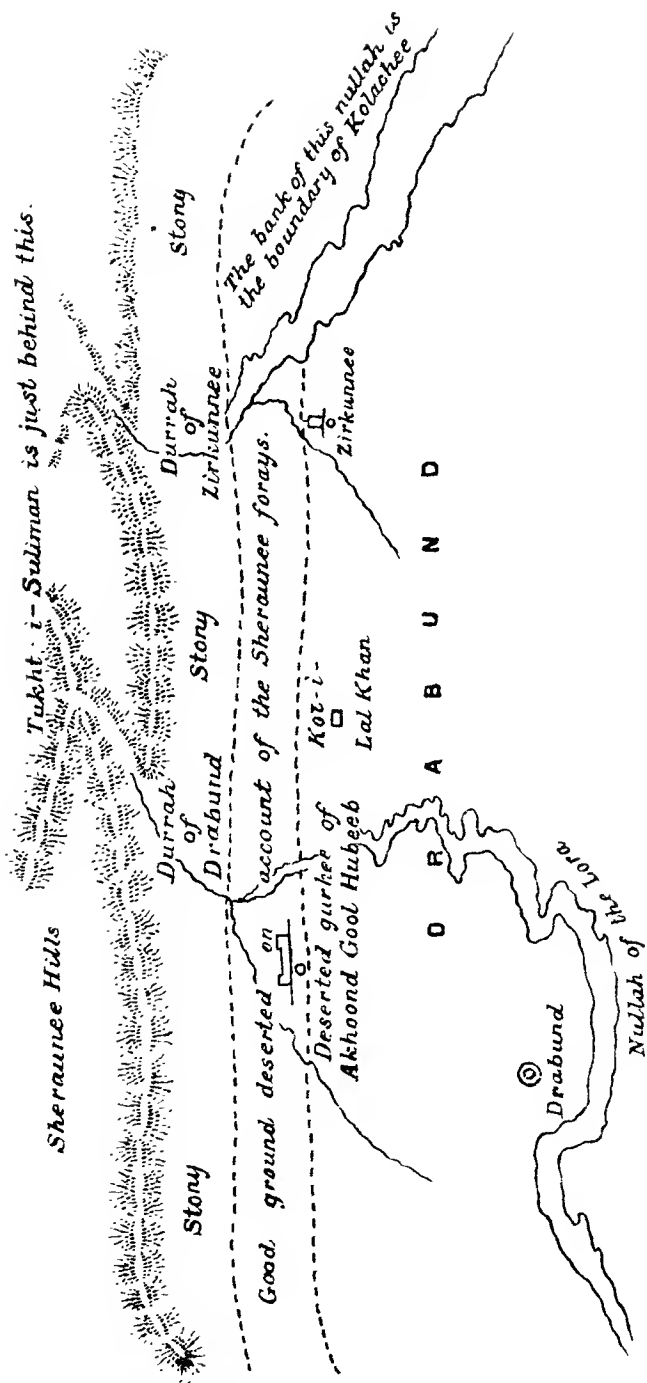 Tukht-i-Suliman is just behind this.
Sheraunee Hills
Stony
Stony
Stony
Durrah
of
Drabund
Durrah
of
Zirkunnee
The bank of this nullah is
the boundary of Kolachee
Good ground deserted on account of the Sheraunee forays.
Deserted gurhee of
Akhoond Gool Hubeeb
Kot-i-
Lal Khan
Zirkunnee
DRABUND
Drabund
Nullah of the Lora